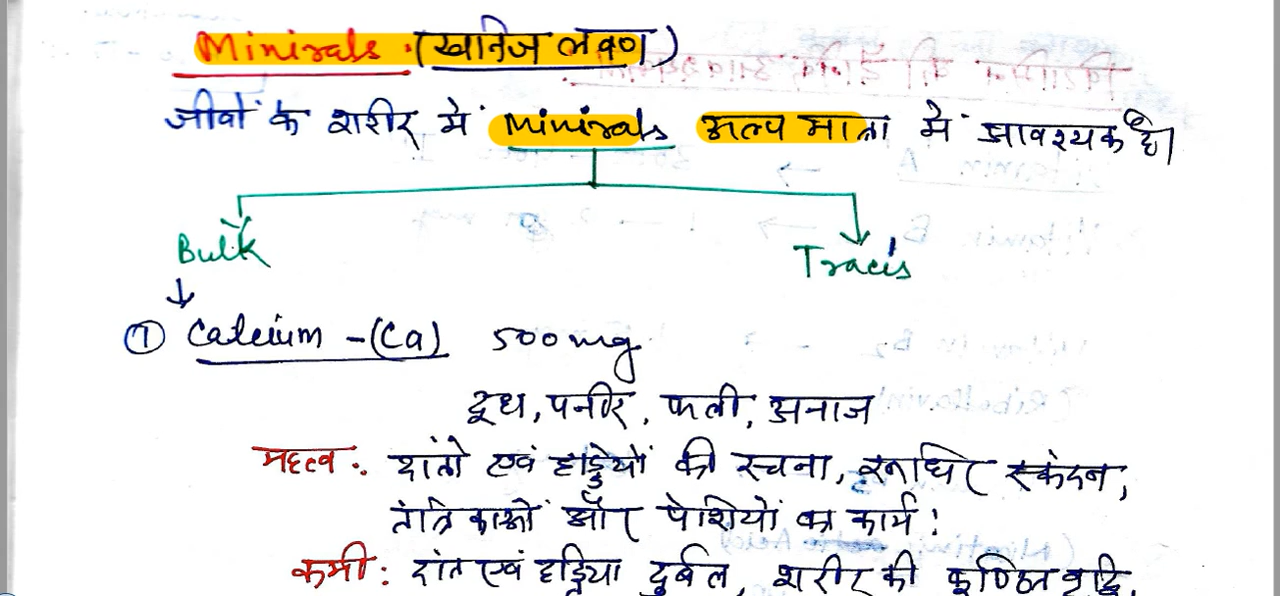 Minirals . (खनिज लवण)
जीवों के शरीर में Minirals अल्प मात्रा में आवश्यक है।
Bulk
Traces
① Calcium - (Ca) 500mg
दूध, पनीर, फली, अनाज
महत्व : दांतो एवं हड्डियों की रचना, रूधिर स्कंदन,
तंत्रिकाओं और पेशियों का कार्य :
कमी : दांत एवं हड्डिया दुर्बल, शरीर की कुण्ठित वृद्धि,